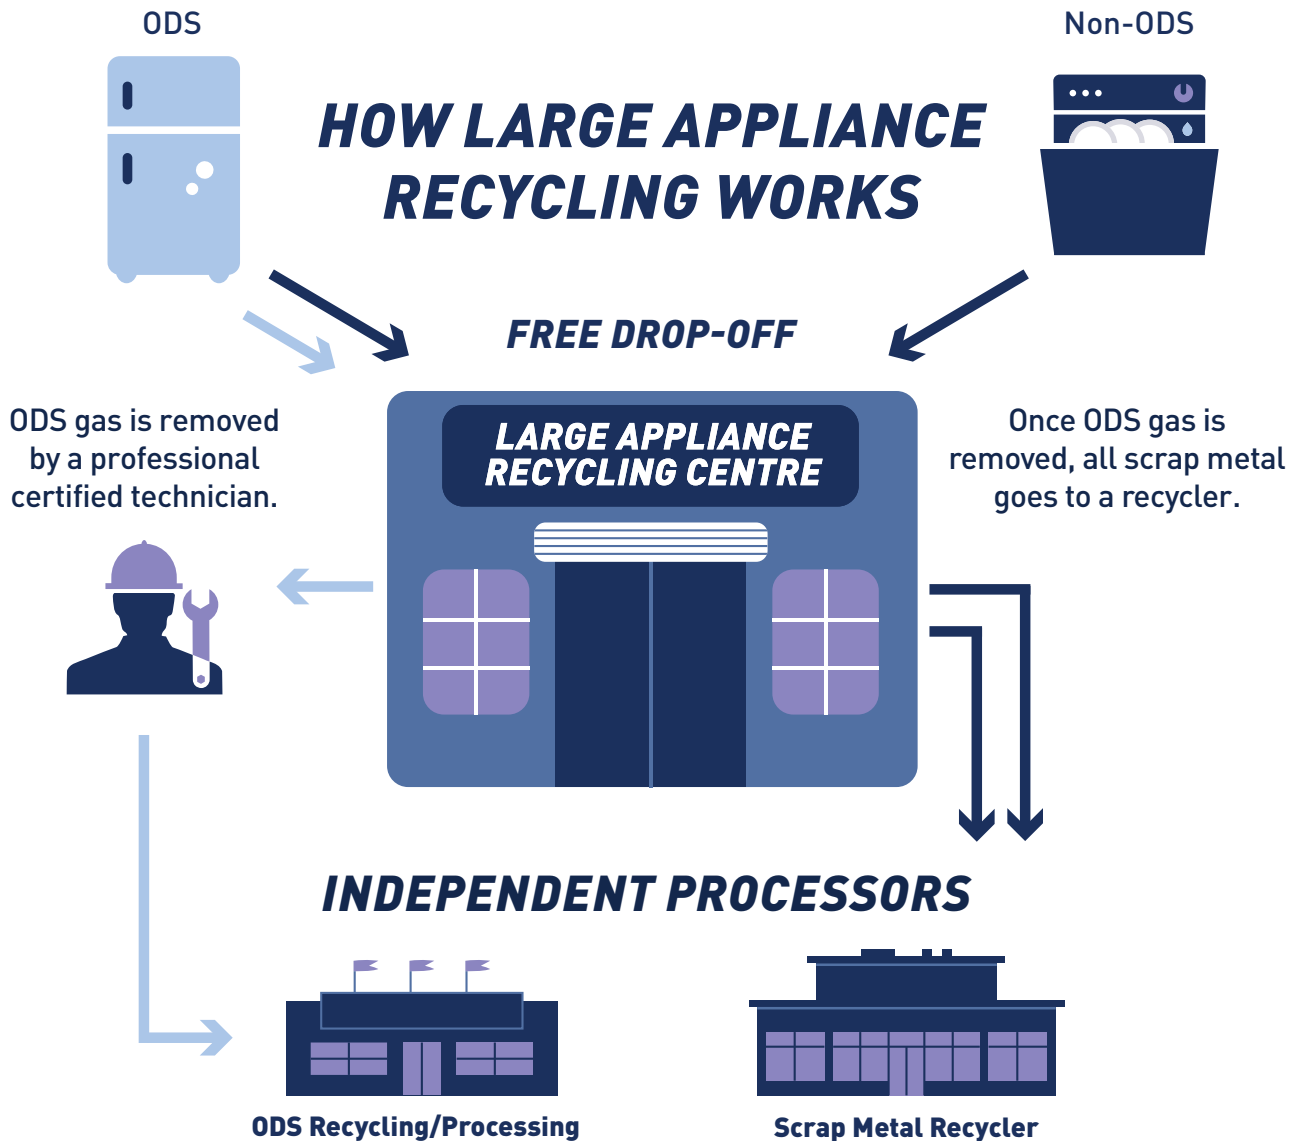 ODS
Non-ODS
HOW LARGE APPLIANCE
RECYCLING WORKS
FREE DROP-OFF
ODS gas is removed
by a professional
certified technician.
LARGE APPLIANCE
RECYCLING CENTRE
Once ODS gas is
removed, all scrap metal
goes to a recycler.
INDEPENDENT PROCESSORS
ODS Recycling/Processing
Scrap Metal Recycler